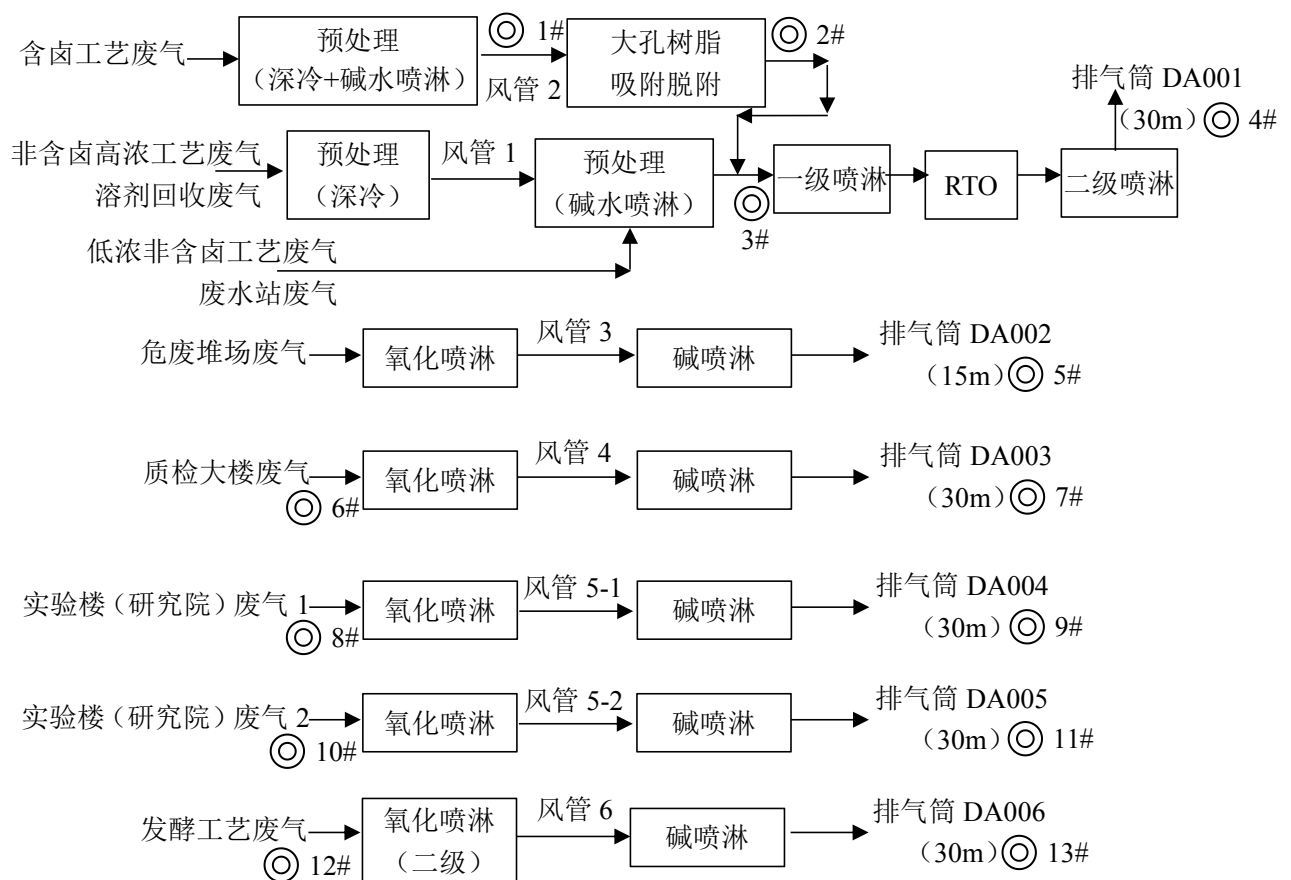 含卤工艺废气
预处理
（深冷+碱水喷淋）
1#
风管 2
大孔树脂
吸附脱附
2#
排气筒 DA001
（30m）
4#
非含卤高浓工艺废气
溶剂回收废气
预处理
（深冷）
风管 1
预处理
（碱水喷淋）
3#
一级喷淋
RTO
二级喷淋
低浓非含卤工艺废气
废水站废气
危废堆场废气
氧化喷淋
风管 3
碱喷淋
排气筒 DA002
（15m） 5#
质检大楼废气
6#
氧化喷淋
风管 4
碱喷淋
排气筒 DA003
（30m） 7#
实验楼（研究院）废气 1
8#
氧化喷淋
风管 5-1
碱喷淋
排气筒 DA004
（30m） 9#
实验楼（研究院）废气 2
10#
氧化喷淋
风管 5-2
碱喷淋
排气筒 DA005
（30m） 11#
发酵工艺废气
12#
氧化喷淋
（二级）
风管 6
碱喷淋
排气筒 DA006
（30m） 13#